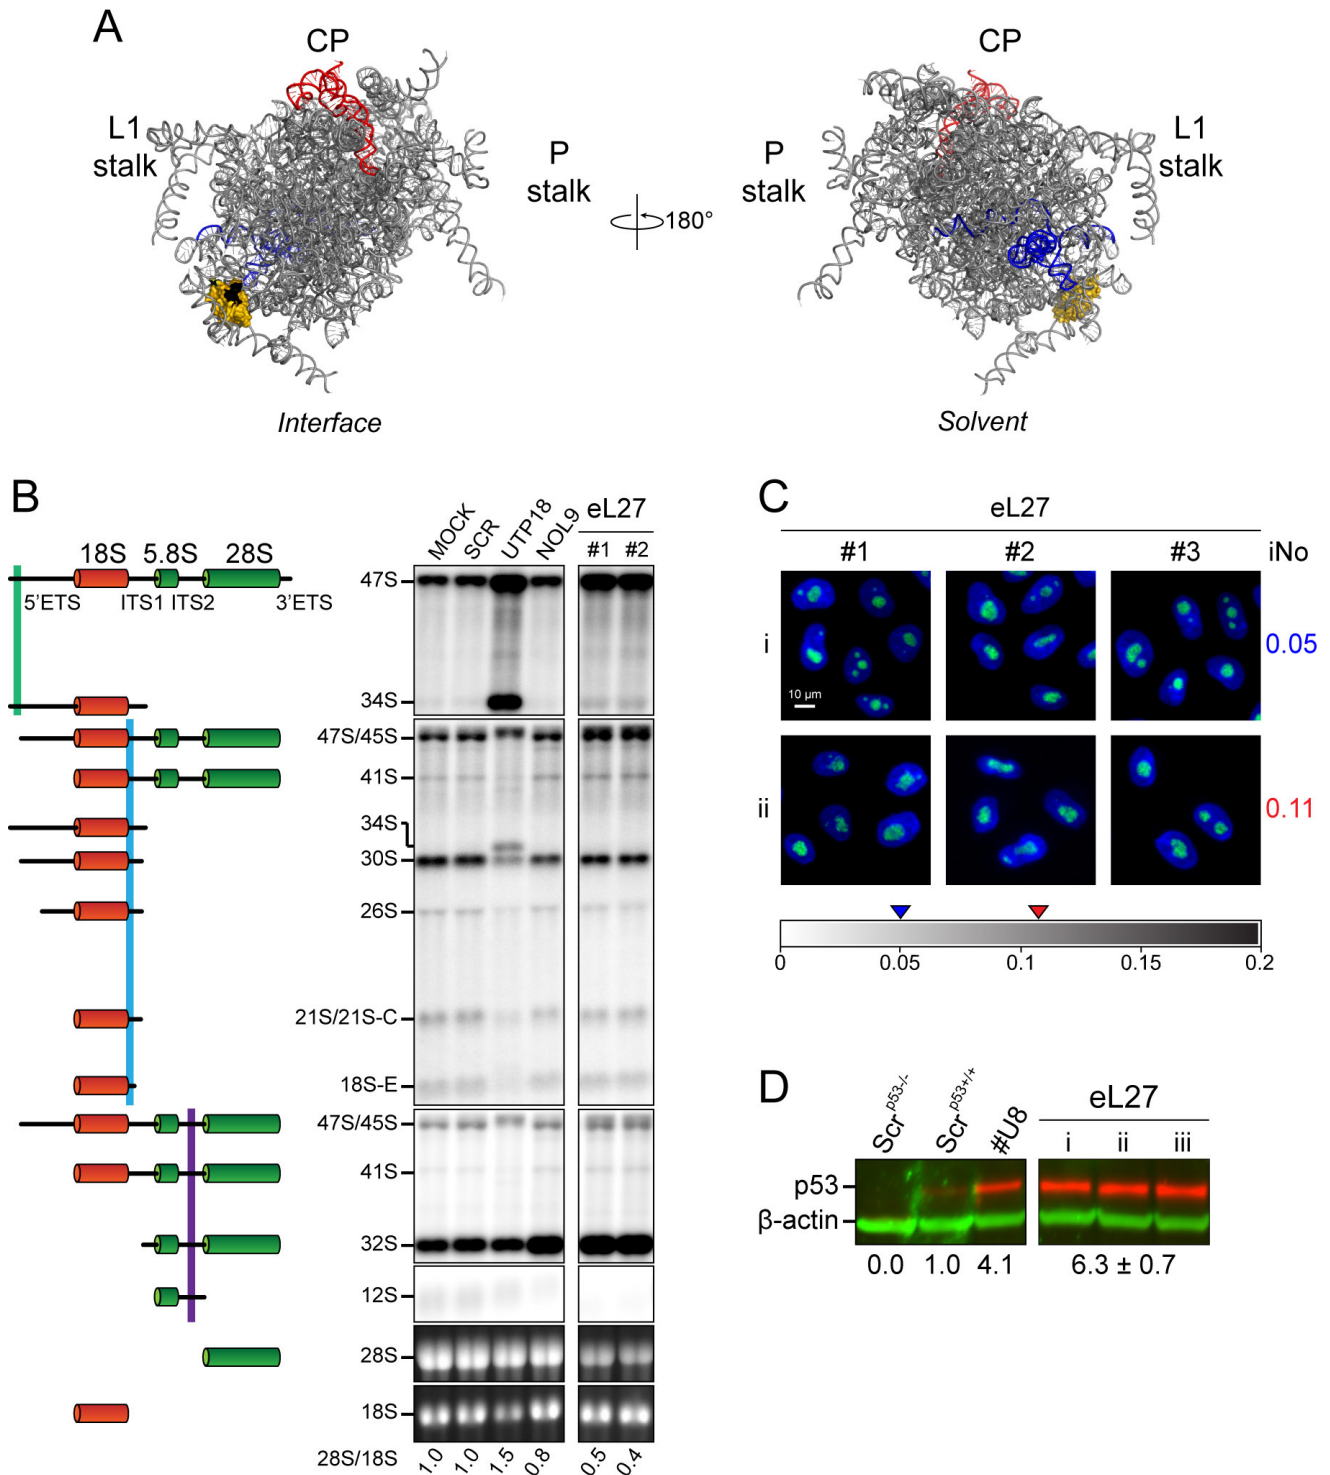 A
CP
CP
L1
stalk
P
stalk
180°
P
stalk
L1
stalk
Interface
Solvent
B
18S 5.8S 28S
5'ETS ITS1 ITS2 3'ETS
MOCK SCR UTP18 NOL9
eL27
#1 #2
47S
34S
47S/45S
41S
34S
30S
26S
21S/21S-C
18S-E
47S/45S
41S
32S
12S
28S
18S
28S/18S 1.0 1.0 1.5 0.8 0.5 0.4
C
eL27
#1 #2 #3 iNo
i 0.05
10 µm
ii 0.11
0 0.05 0.1 0.15 0.2
D
Scr p53-/- Scr p53+/+ #U8
eL27
i ii iii
p53
β-actin
0.0 1.0 4.1 6.3 ± 0.7